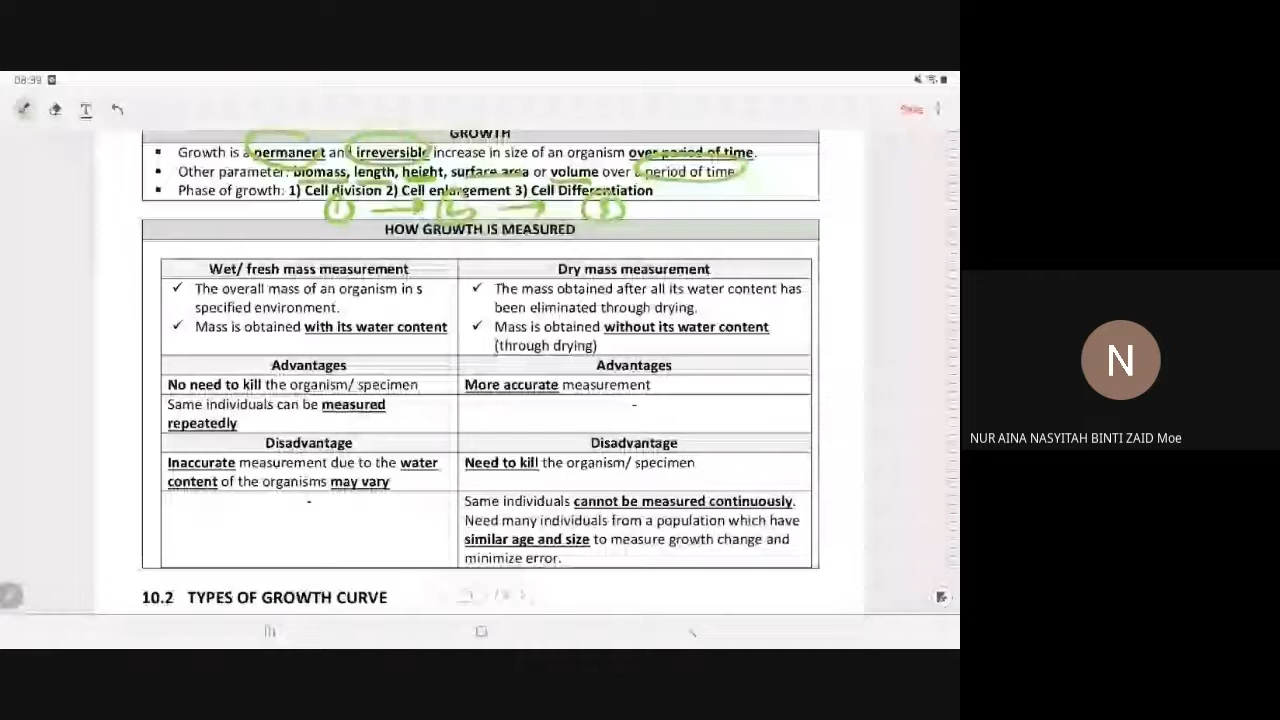 08:39
GROWTH
▪ Growth is a permanent and irreversible increase in size of an organism over period of time.
▪ Other parameter: biomass, length, height, surface area or volume over a period of time
▪ Phase of growth: 1) Cell division 2) Cell enlargement 3) Cell Differentiation
① → → ③
HOW GROWTH IS MEASURED
Wet/ fresh mass measurement Dry mass measurement
✓ The overall mass of an organism in s ✓ The mass obtained after all its water content has
specified environment. been eliminated through drying.
✓ Mass is obtained with its water content ✓ Mass is obtained without its water content
(through drying)
Advantages Advantages
No need to kill the organism/ specimen More accurate measurement
Same individuals can be measured -
repeatedly
Disadvantage Disadvantage
Inaccurate measurement due to the water Need to kill the organism/ specimen
content of the organisms may vary
- Same individuals cannot be measured continuously.
Need many individuals from a population which have
similar age and size to measure growth change and
minimize error.
10.2 TYPES OF GROWTH CURVE
N
NUR AINA NASYITAH BINTI ZAID Moe